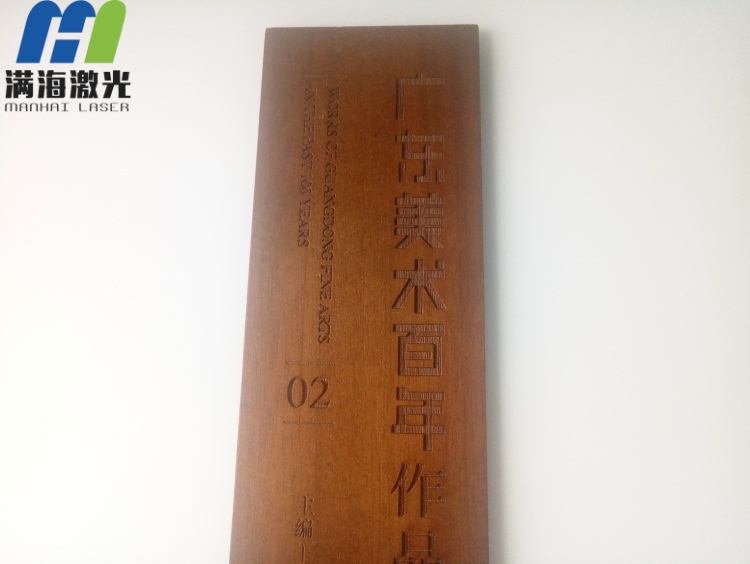 满海激光
MANHAI LASER
广东美术百年作品
WORKS OF GUANGDONG FINE ARTS
IN THE PAST 100 YEARS
02
主编